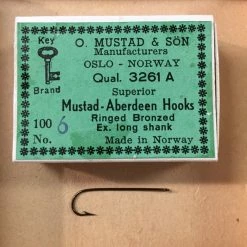 Key
Brand
O. MUSTAD & SÖN
Manufacturers
OSLO - NORWAY
Qual. 3261 A
Superior
Mustad-Aberdeen Hooks
Ringed Bronzed
Ex. long shank
100
No. 6
Made in Norway